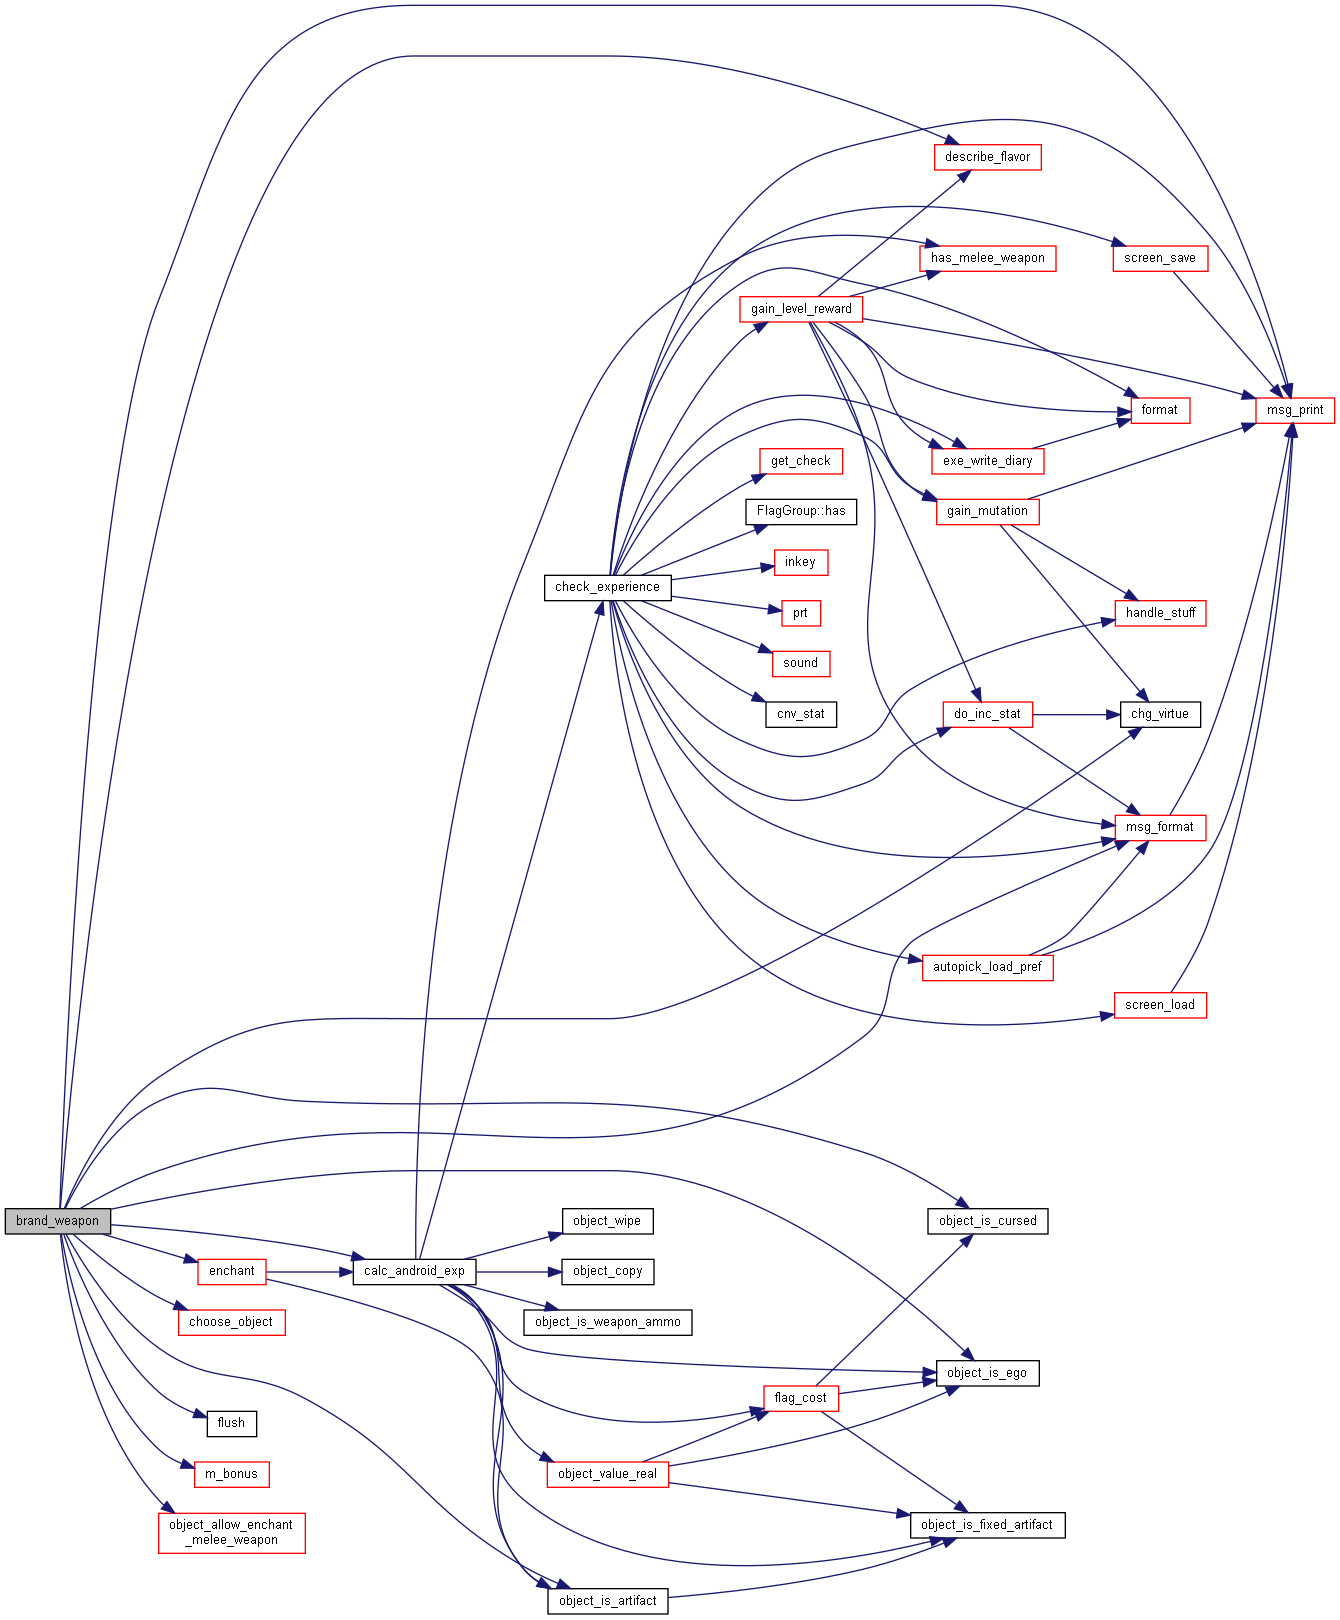 describe_flavor
has_melee_weapon
screen_save
gain_level_reward
format
msg_print
get_check
exe_write_diary
FlagGroup::has
gain_mutation
inkey
check_experience
prt
handle_stuff
sound
cnv_stat
do_inc_stat
chg_virtue
msg_format
autopick_load_pref
screen_load
brand_weapon
object_wipe
object_is_cursed
enchant
calc_android_exp
object_copy
choose_object
object_is_weapon_ammo
object_is_ego
flag_cost
flush
m_bonus
object_value_real
object_allow_enchant
_melee_weapon
object_is_fixed_artifact
object_is_artifact